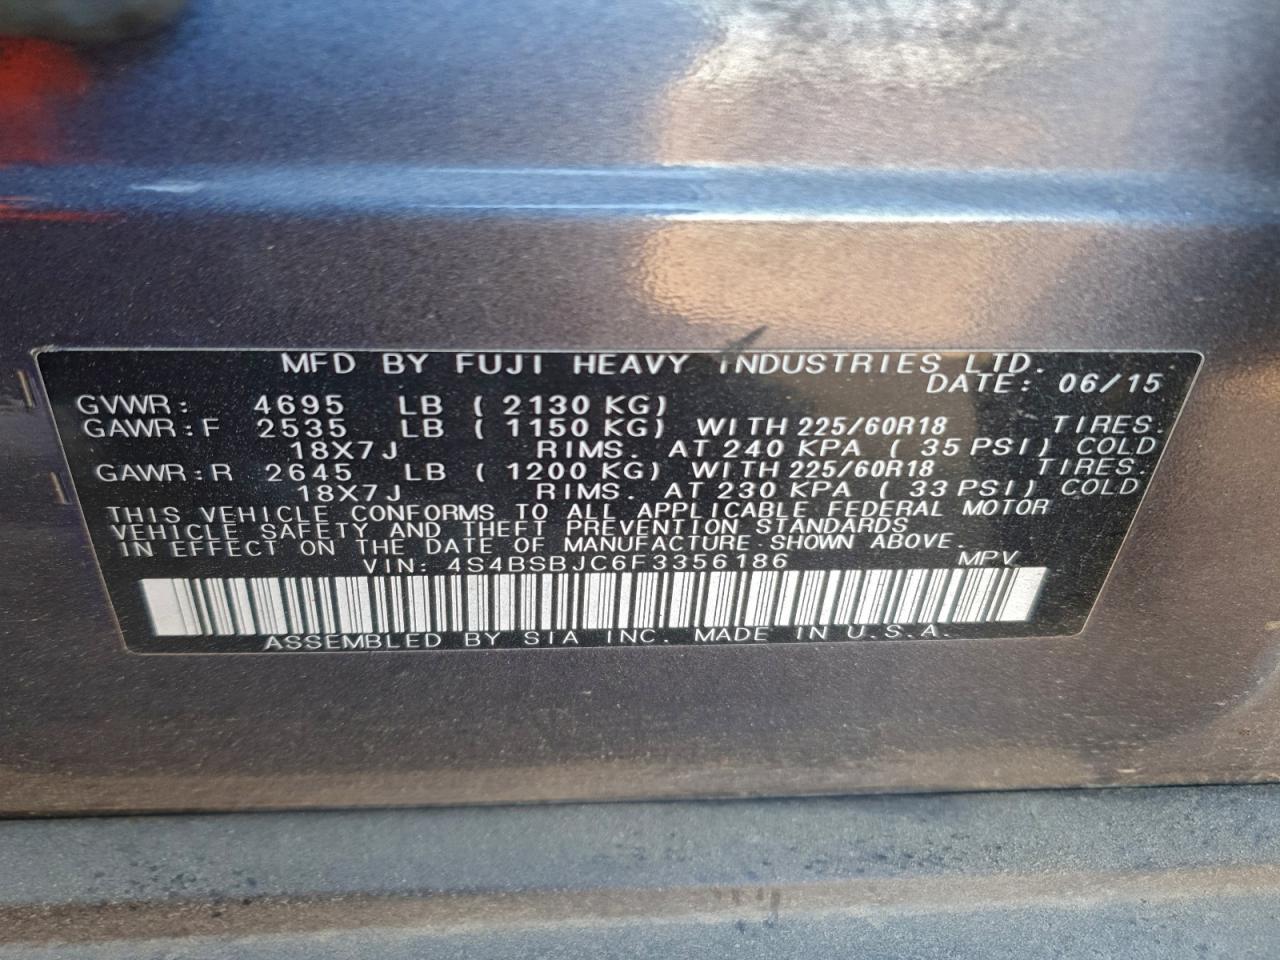 MFD BY FUJI HEAVY INDUSTRIES LTD.
DATE: 06/15
GVWR: 4695 LB ( 2130 KG)
GAWR:F 2535 LB ( 1150 KG) WITH 225/60R18 TIRES.
18X7J RIMS. AT 240 KPA ( 35 PSI) COLD
GAWR:R 2645 LB ( 1200 KG) WITH 225/60R18 TIRES.
18X7J RIMS. AT 230 KPA ( 33 PSI) COLD
THIS VEHICLE CONFORMS TO ALL APPLICABLE FEDERAL MOTOR
VEHICLE SAFETY AND THEFT PREVENTION STANDARDS
IN EFFECT ON THE DATE OF MANUFACTURE SHOWN ABOVE.
VIN: 4S4BSBJC6F3356186 MPV
ASSEMBLED BY SIA INC. MADE IN U.S.A.